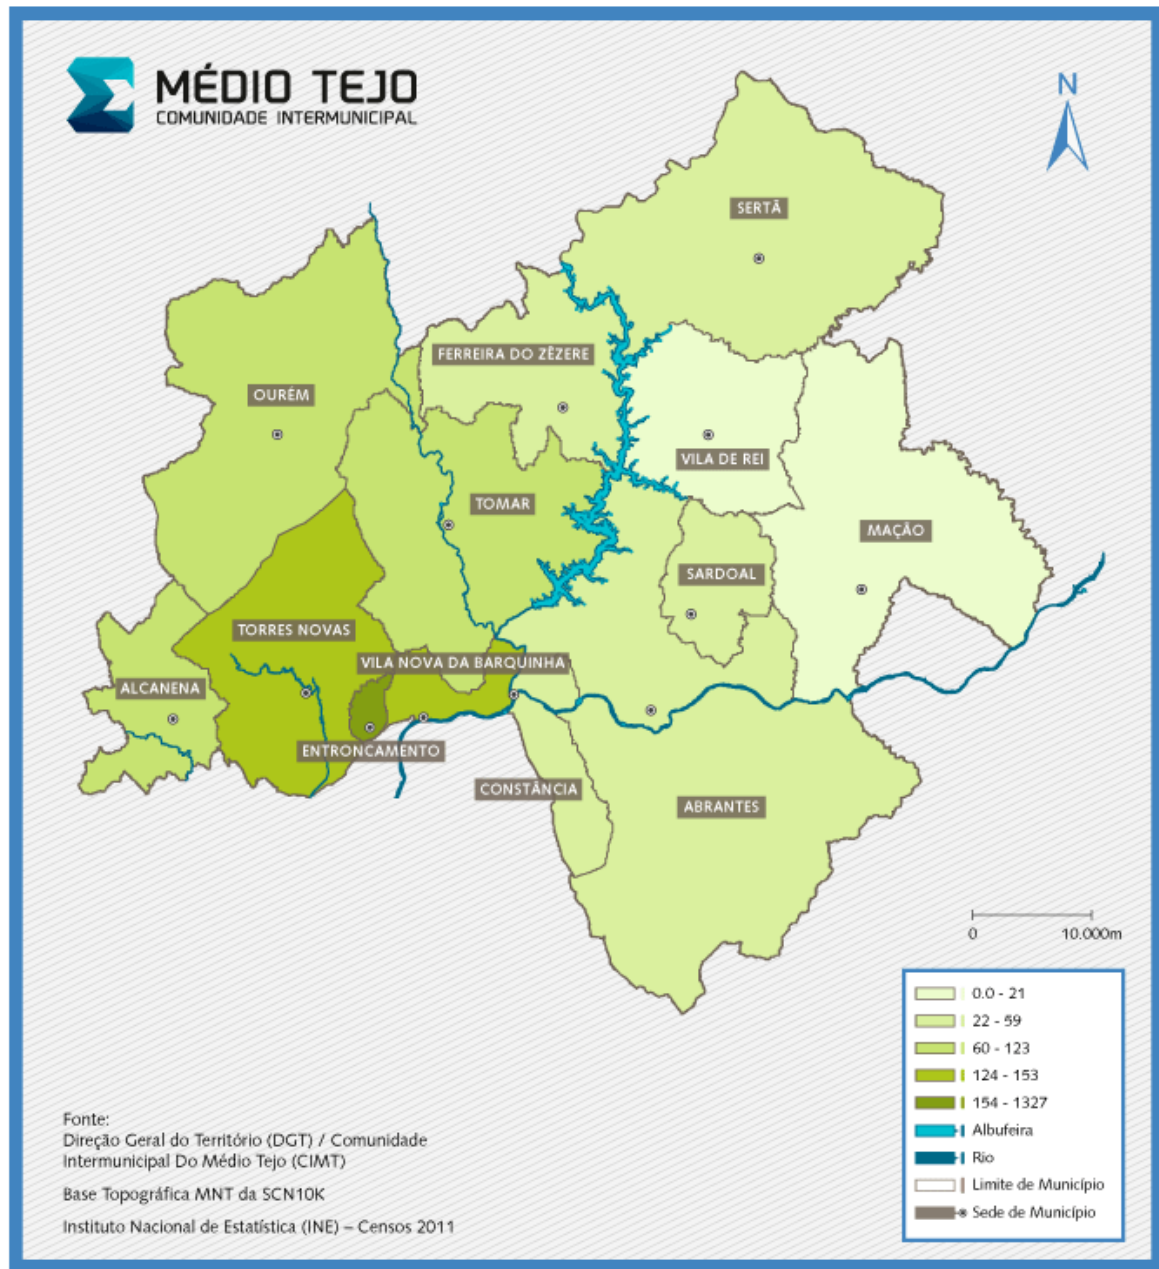 MÉDIO TEJO
COMUNIDADE INTERMUNICIPAL
N
SERTÃ
FERREIRA DO ZÊZERE
OURÉM
VILA DE REI
TOMAR
MAÇÃO
SARDOAL
TORRES NOVAS
VILA NOVA DA BARQUINHA
ALCANENA
ENTRONCAMENTO
CONSTÂNCIA
ABRANTES
0 10.000m
0.0 - 21
22 - 59
60 - 123
124 - 153
154 - 1327
Albufeira
Rio
Limite de Município
Sede de Município
Fonte:
Direção Geral do Território (DGT) / Comunidade
Intermunicipal Do Médio Tejo (CIMT)
Base Topográfica MNT da SCN10K
Instituto Nacional de Estatística (INE) – Censos 2011